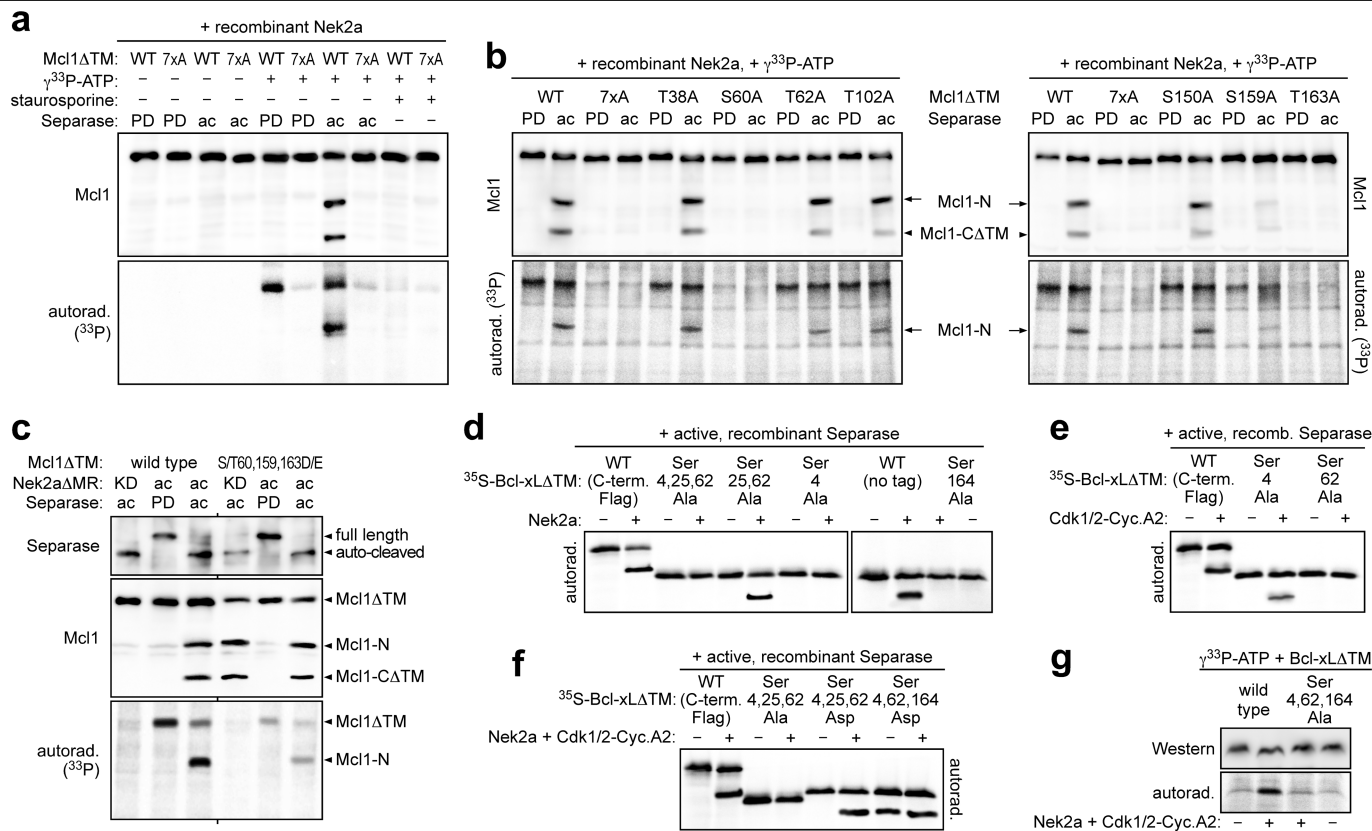 a
+ recombinant Nek2a
Mcl1ΔTM: WT 7xA WT 7xA WT 7xA WT 7xA WT 7xA
γ³³P-ATP: – – – – + + + + + +
staurosporine: – – – – – – – – + +
Separase: PD PD ac ac PD PD ac ac – –
Mcl1
autorad.
(³³P)
b
+ recombinant Nek2a, + γ³³P-ATP
WT 7xA T38A S60A T62A T102A
PD ac PD ac PD ac PD ac PD ac PD ac
Mcl1ΔTM
Separase
+ recombinant Nek2a, + γ³³P-ATP
WT 7xA S150A S159A T163A
PD ac PD ac PD ac PD ac PD ac
Mcl1
Mcl1-N
Mcl1-CΔTM
Mcl1
autorad. (³³P)
Mcl1-N
autorad. (³³P)
c
Mcl1ΔTM: wild type S/T60,159,163D/E
Nek2aΔMR: KD ac ac KD ac ac
Separase: ac PD ac ac PD ac
Separase
full length
auto-cleaved
Mcl1
Mcl1ΔTM
Mcl1-N
Mcl1-CΔTM
autorad.
(³³P)
Mcl1ΔTM
Mcl1-N
d
+ active, recombinant Separase
WT Ser Ser Ser WT Ser
³⁵S-Bcl-xLΔTM: (C-term. 4,25,62 25,62 4 (no tag) 164
Flag) Ala Ala Ala Ala
Nek2a: – + – + – + – + – + + –
autorad.
e
+ active, recomb. Separase
WT Ser Ser
³⁵S-Bcl-xLΔTM: (C-term. 4 62
Flag) Ala Ala
Cdk1/2-Cyc.A2: – + – + – +
autorad.
f
+ active, recombinant Separase
WT Ser Ser Ser
³⁵S-Bcl-xLΔTM: (C-term. 4,25,62 4,25,62 4,62,164
Flag) Ala Asp Asp
Nek2a + Cdk1/2-Cyc.A2: – + – + – + – +
autorad.
g
γ³³P-ATP + Bcl-xLΔTM
wild type
Ser
4,62,164
Ala
Western
autorad.
Nek2a + Cdk1/2-Cyc.A2: – + + –